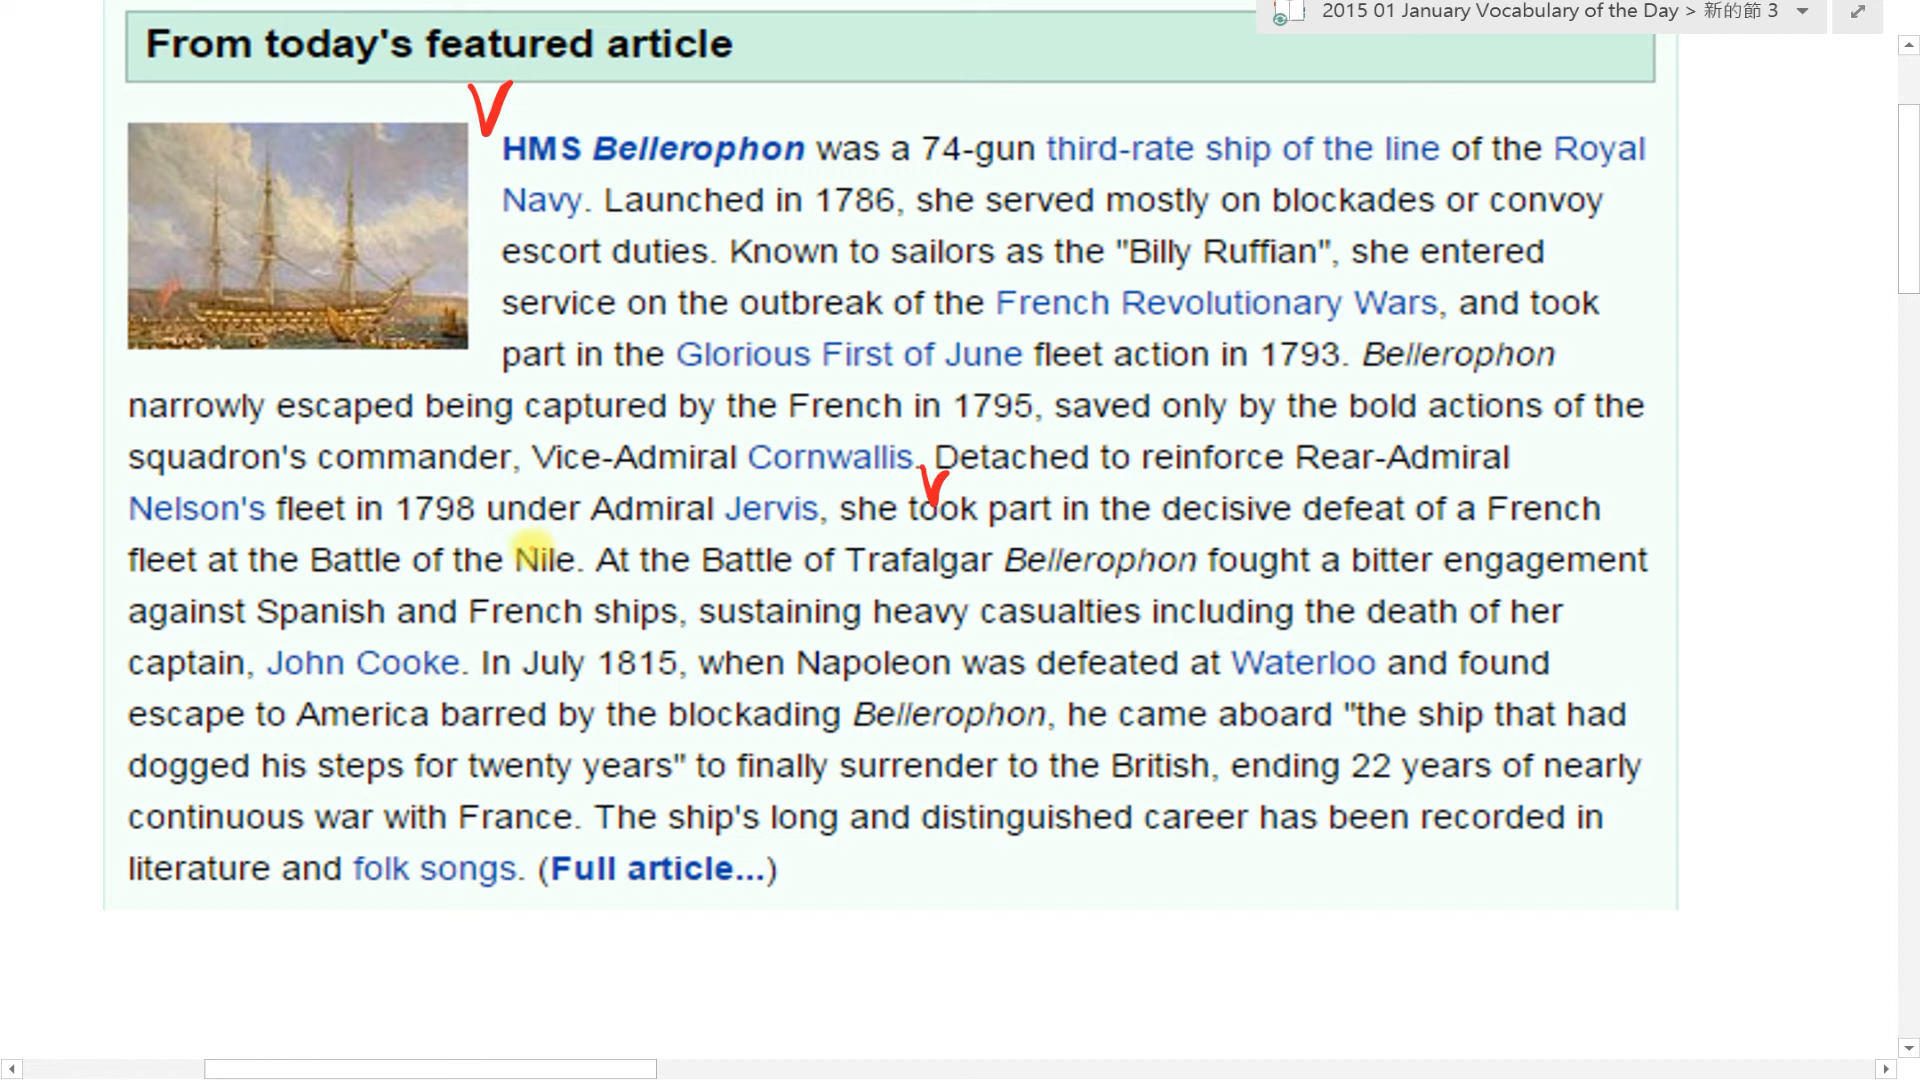 2015 01 January Vocabulary of the Day > 新的節 3
From today's featured article
HMS Bellerophon was a 74-gun third-rate ship of the line of the Royal
Navy. Launched in 1786, she served mostly on blockades or convoy
escort duties. Known to sailors as the "Billy Ruffian", she entered
service on the outbreak of the French Revolutionary Wars, and took
part in the Glorious First of June fleet action in 1793. Bellerophon
narrowly escaped being captured by the French in 1795, saved only by the bold actions of the
squadron's commander, Vice-Admiral Cornwallis. Detached to reinforce Rear-Admiral
Nelson's fleet in 1798 under Admiral Jervis, she took part in the decisive defeat of a French
fleet at the Battle of the Nile. At the Battle of Trafalgar Bellerophon fought a bitter engagement
against Spanish and French ships, sustaining heavy casualties including the death of her
captain, John Cooke. In July 1815, when Napoleon was defeated at Waterloo and found
escape to America barred by the blockading Bellerophon, he came aboard "the ship that had
dogged his steps for twenty years" to finally surrender to the British, ending 22 years of nearly
continuous war with France. The ship's long and distinguished career has been recorded in
literature and folk songs. (Full article...)